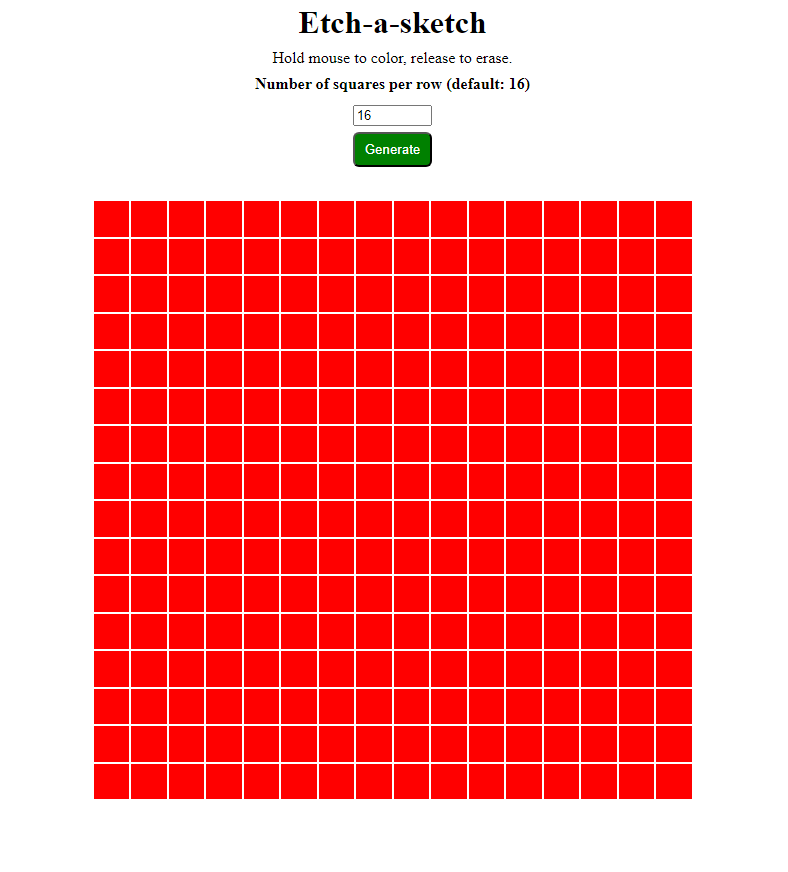 Etch-a-sketch
Hold mouse to color, release to erase.
Number of squares per row (default: 16)
16
Generate